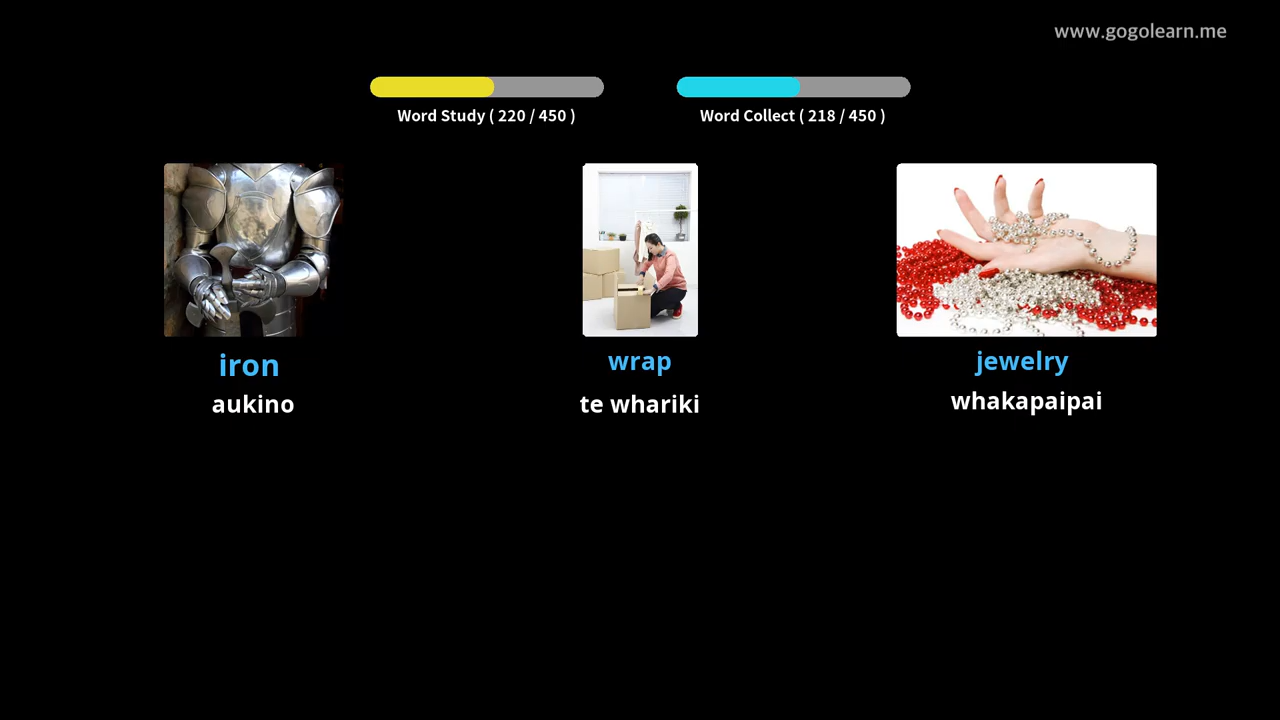 www.gogolearn.me
Word Study ( 220 / 450 )
Word Collect ( 218 / 450 )
iron
wrap
jewelry
aukino
te whariki
whakapaipai